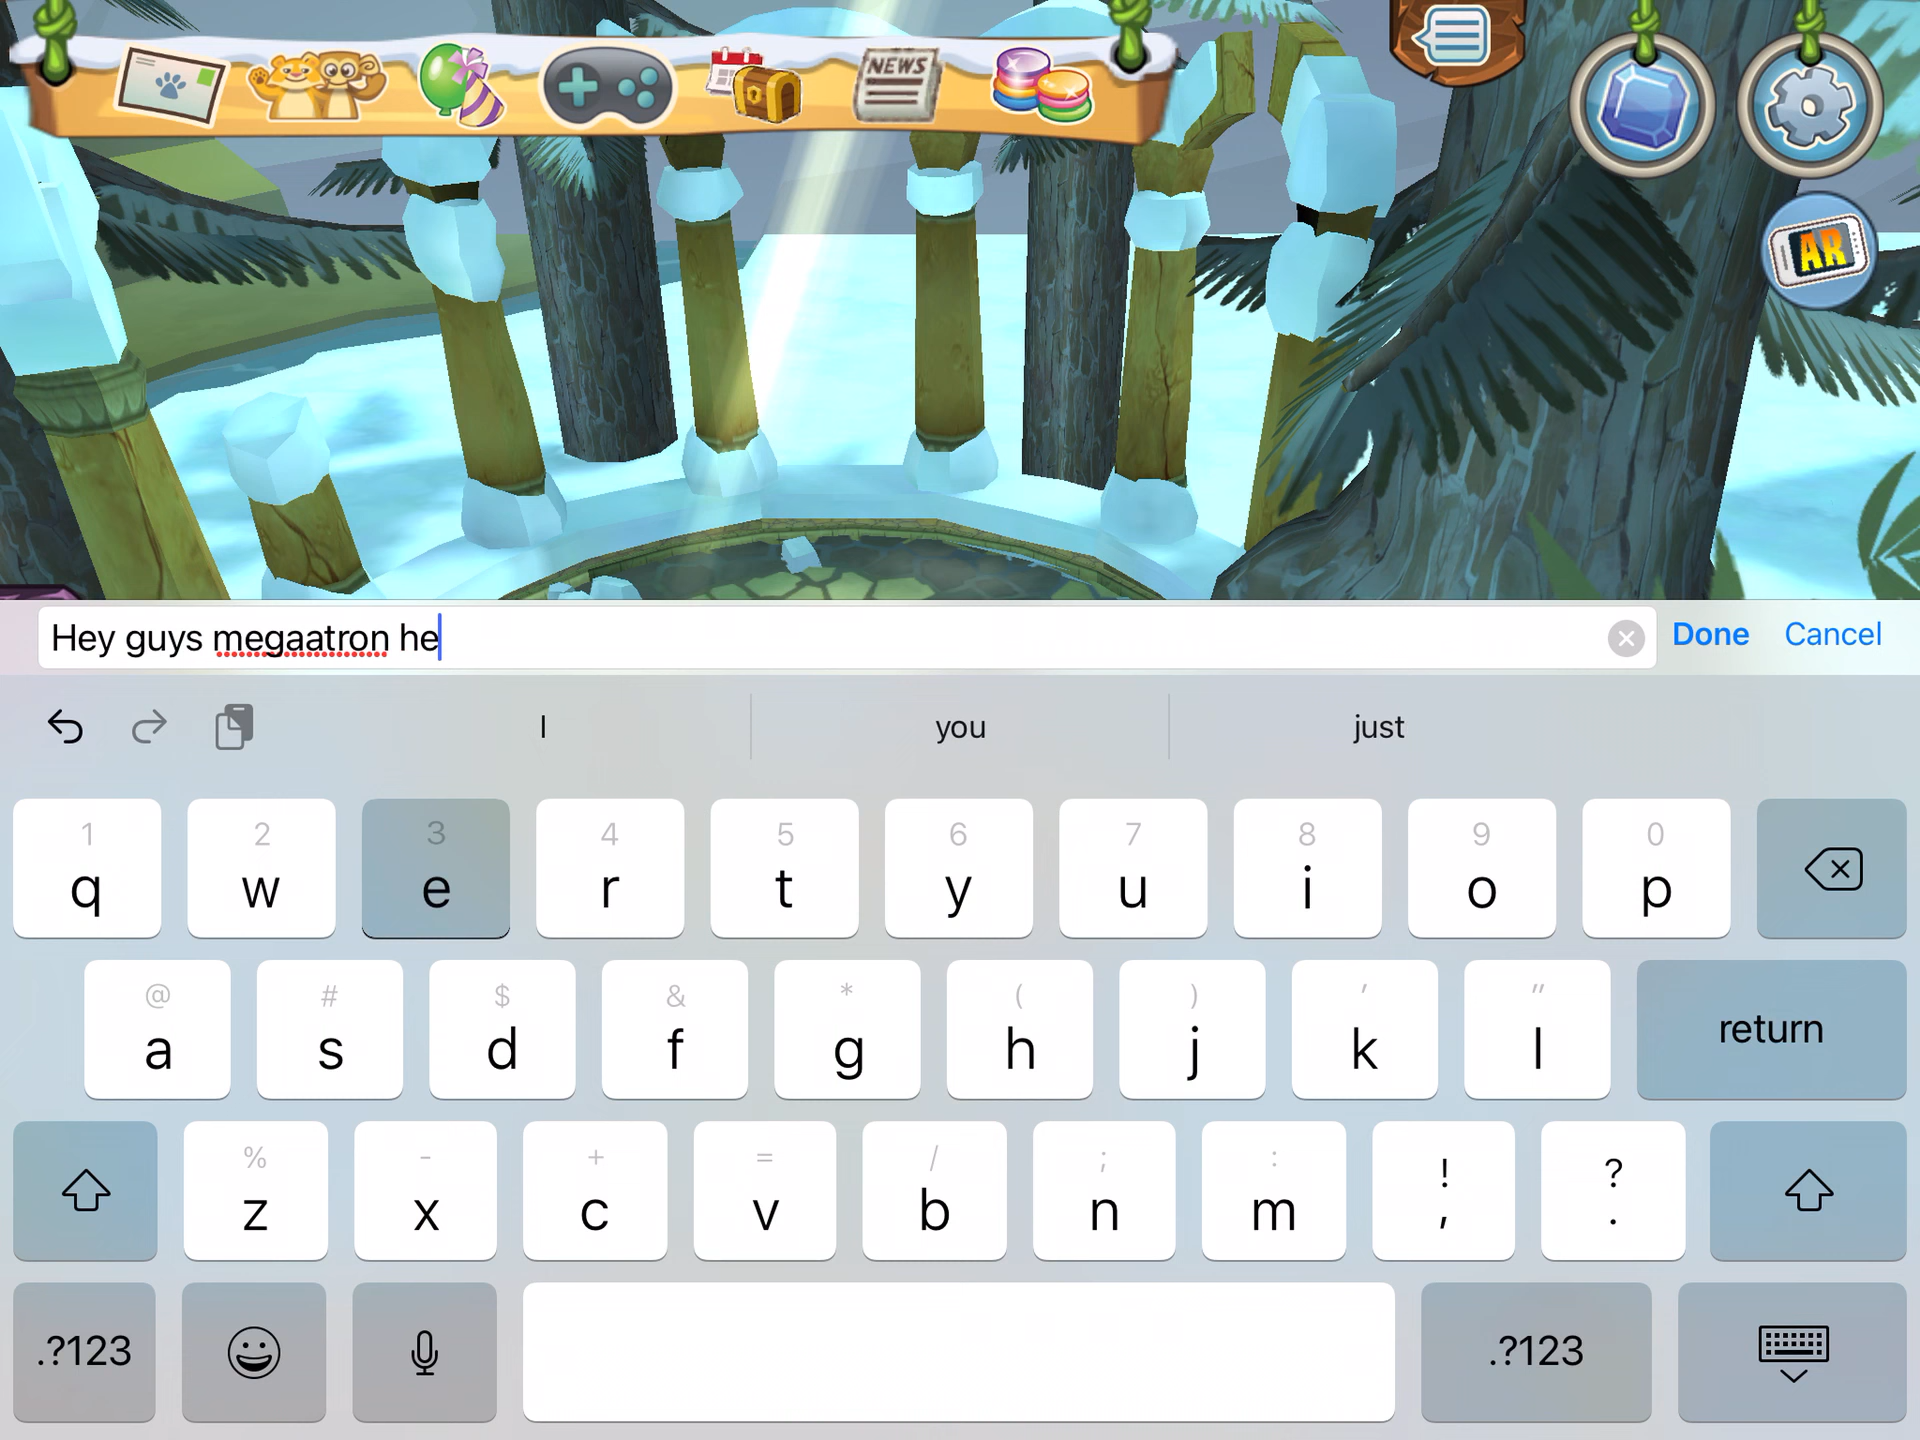 NEWS
AR
Hey guys megaatron he
Done Cancel
I you just
1 2 3 4 5 6 7 8 9 0
q w e r t y u i o p
@ # $ & * ( ) ' "
a s d f g h j k l return
% - + = / ; : ! ?
z x c v b n m , .
.?123 .?123